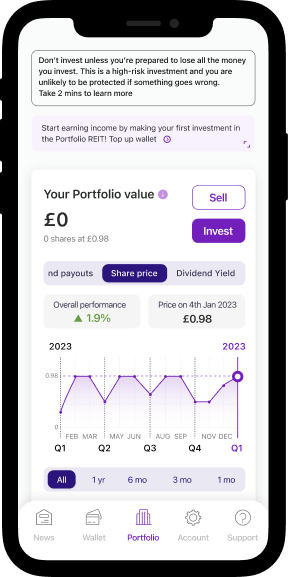 Don't invest unless you're prepared to lose all the money
you invest. This is a high-risk investment and you are
unlikely to be protected if something goes wrong.
Take 2 mins to learn more
Start earning income by making your first investment in
the Portfolio REIT! Top up wallet
Your Portfolio value
Sell
£0
0 shares at £0.98
Invest
nd payouts Share price Dividend Yield
Overall performance
1.9%
Price on 4th Jan 2023
£0.98
2023 2023
0.98
0
FEB MAR MAY JUN AUG SEP NOV DEC
Q1 Q2 Q3 Q4 Q1
All 1 yr 6 mo 3 mo 1 mo
News Wallet Portfolio Account Support